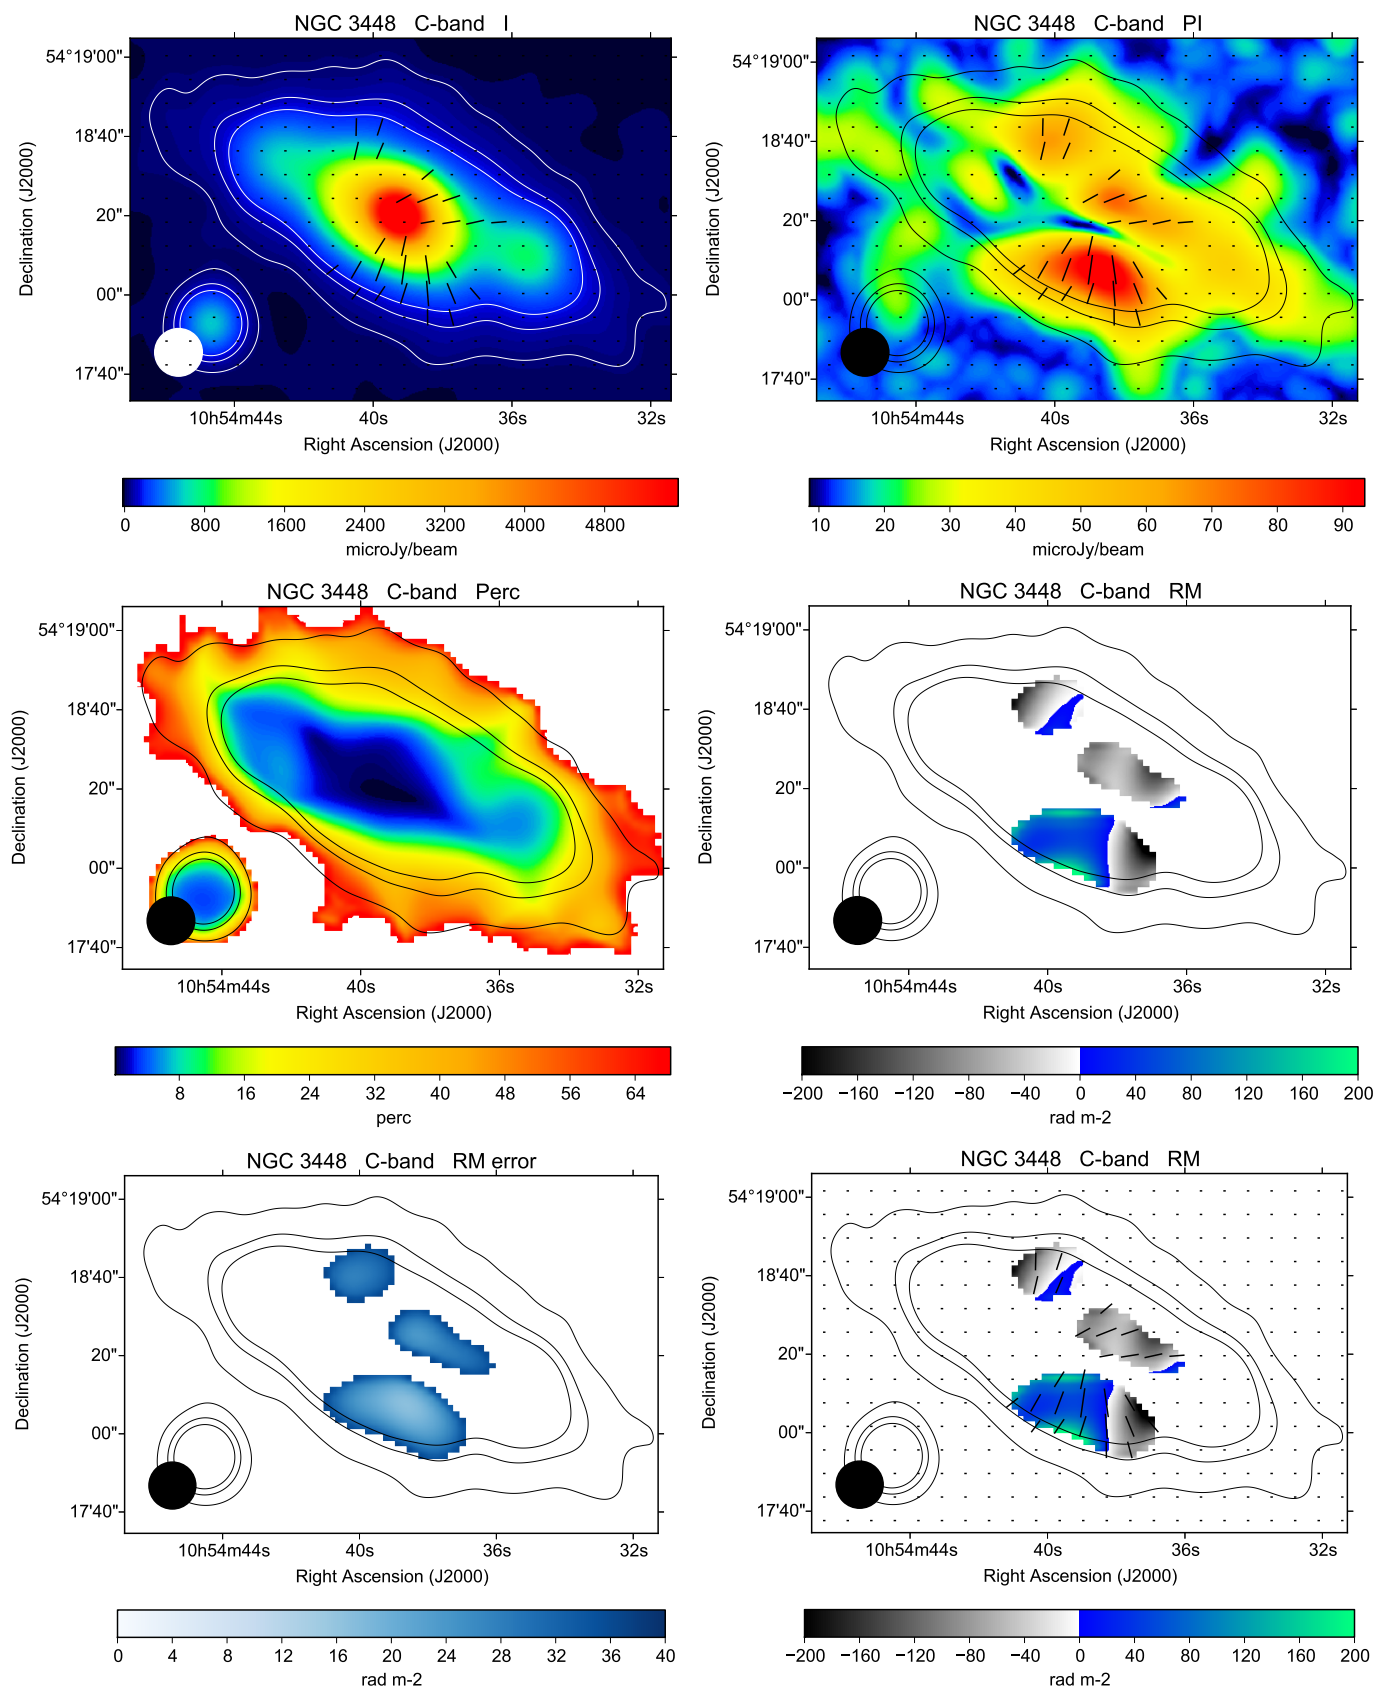 NGC 3448 C-band I
54°19'00"
18'40"
20"
00"
17'40"
Declination (J2000)
10h54m44s 40s 36s 32s
Right Ascension (J2000)
0 800 1600 2400 3200 4000 4800
microJy/beam
NGC 3448 C-band PI
54°19'00"
18'40"
20"
00"
17'40"
Declination (J2000)
10h54m44s 40s 36s 32s
Right Ascension (J2000)
10 20 30 40 50 60 70 80 90
microJy/beam
NGC 3448 C-band Perc
54°19'00"
18'40"
20"
00"
17'40"
Declination (J2000)
10h54m44s 40s 36s 32s
Right Ascension (J2000)
8 16 24 32 40 48 56 64
perc
NGC 3448 C-band RM
54°19'00"
18'40"
20"
00"
17'40"
Declination (J2000)
10h54m44s 40s 36s 32s
Right Ascension (J2000)
−200 −160 −120 −80 −40 0 40 80 120 160 200
rad m-2
NGC 3448 C-band RM error
54°19'00"
18'40"
20"
00"
17'40"
Declination (J2000)
10h54m44s 40s 36s 32s
Right Ascension (J2000)
0 4 8 12 16 20 24 28 32 36 40
rad m-2
NGC 3448 C-band RM
54°19'00"
18'40"
20"
00"
17'40"
Declination (J2000)
10h54m44s 40s 36s 32s
Right Ascension (J2000)
−200 −160 −120 −80 −40 0 40 80 120 160 200
rad m-2